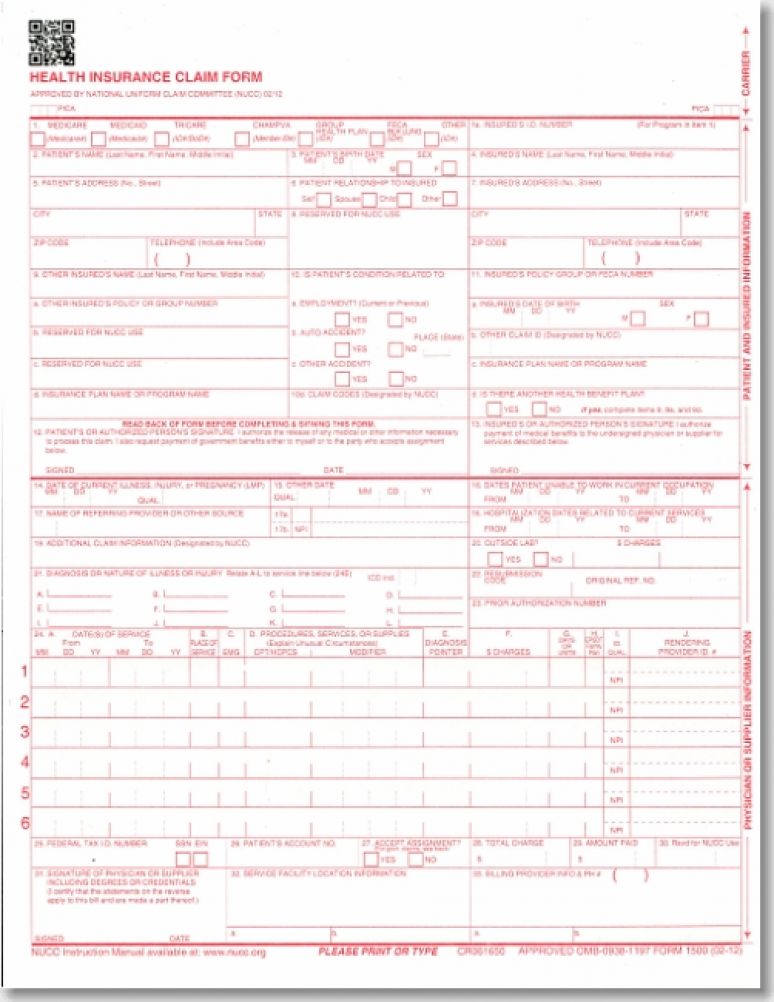 HEALTH INSURANCE CLAIM FORM
APPROVED BY NATIONAL UNIFORM CLAIM COMMITTEE (NUCC) 02/12
PICA
PICA
CARRIER
1. MEDICARE MEDICAID TRICARE CHAMPVA GROUP HEALTH PLAN FECA BLK LUNG OTHER
(Medicare#) (Medicaid#) (ID#/DoD#) (Member ID#) (ID#) (ID#) (ID#)
1a. INSURED'S I.D. NUMBER (For Program in Item 1)
2. PATIENT'S NAME (Last Name, First Name, Middle Initial)
3. PATIENT'S BIRTH DATE SEX
MM DD YY M F
4. INSURED'S NAME (Last Name, First Name, Middle Initial)
5. PATIENT'S ADDRESS (No., Street)
6. PATIENT RELATIONSHIP TO INSURED
Self Spouse Child Other
7. INSURED'S ADDRESS (No., Street)
CITY STATE
8. RESERVED FOR NUCC USE
CITY STATE
ZIP CODE TELEPHONE (Include Area Code)
( )
ZIP CODE TELEPHONE (Include Area Code)
( )
9. OTHER INSURED'S NAME (Last Name, First Name, Middle Initial)
10. IS PATIENT'S CONDITION RELATED TO:
11. INSURED'S POLICY GROUP OR FECA NUMBER
a. OTHER INSURED'S POLICY OR GROUP NUMBER
a. EMPLOYMENT? (Current or Previous)
YES NO
a. INSURED'S DATE OF BIRTH SEX
MM DD YY M F
b. RESERVED FOR NUCC USE
b. AUTO ACCIDENT? PLACE (State)
YES NO
b. OTHER CLAIM ID (Designated by NUCC)
c. RESERVED FOR NUCC USE
c. OTHER ACCIDENT?
YES NO
c. INSURANCE PLAN NAME OR PROGRAM NAME
d. INSURANCE PLAN NAME OR PROGRAM NAME
10d. CLAIM CODES (Designated by NUCC)
d. IS THERE ANOTHER HEALTH BENEFIT PLAN?
YES NO If yes, complete items 9, 9a, and 9d.
PATIENT AND INSURED INFORMATION
READ BACK OF FORM BEFORE COMPLETING & SIGNING THIS FORM.
12. PATIENT'S OR AUTHORIZED PERSON'S SIGNATURE I authorize the release of any medical or other information necessary
to process this claim. I also request payment of government benefits either to myself or to the party who accepts assignment
below.
SIGNED DATE
13. INSURED'S OR AUTHORIZED PERSON'S SIGNATURE I authorize
payment of medical benefits to the undersigned physician or supplier for
services described below.
SIGNED
14. DATE OF CURRENT ILLNESS, INJURY, or PREGNANCY (LMP)
MM DD YY QUAL.
15. OTHER DATE
QUAL. MM DD YY
16. DATES PATIENT UNABLE TO WORK IN CURRENT OCCUPATION
MM DD YY MM DD YY
FROM TO
17. NAME OF REFERRING PROVIDER OR OTHER SOURCE
17a.
17b. NPI
18. HOSPITALIZATION DATES RELATED TO CURRENT SERVICES
MM DD YY MM DD YY
FROM TO
19. ADDITIONAL CLAIM INFORMATION (Designated by NUCC)
20. OUTSIDE LAB? $ CHARGES
YES NO
21. DIAGNOSIS OR NATURE OF ILLNESS OR INJURY Relate A-L to service line below (24E) ICD Ind.
A. B. C. D.
E. F. G. H.
I. J. K. L.
22. RESUBMISSION
CODE ORIGINAL REF. NO.
23. PRIOR AUTHORIZATION NUMBER
24. A. DATE(S) OF SERVICE B. C. D. PROCEDURES, SERVICES, OR SUPPLIES E. F. G. H. I. J.
From To PLACE OF (Explain Unusual Circumstances) DIAGNOSIS DAYS OR UNITS EPSDT Family Plan ID. RENDERING
MM DD YY MM DD YY SERVICE EMG CPT/HCPCS MODIFIER POINTER $ CHARGES QUAL. PROVIDER ID. #
1 NPI
2 NPI
3 NPI
4 NPI
5 NPI
6 NPI
PHYSICIAN OR SUPPLIER INFORMATION
25. FEDERAL TAX I.D. NUMBER SSN EIN
26. PATIENT'S ACCOUNT NO.
27. ACCEPT ASSIGNMENT?
(For govt. claims, see back)
YES NO
28. TOTAL CHARGE
$
29. AMOUNT PAID
$
30. Rsvd for NUCC Use
31. SIGNATURE OF PHYSICIAN OR SUPPLIER
INCLUDING DEGREES OR CREDENTIALS
(I certify that the statements on the reverse
apply to this bill and are made a part thereof.)
SIGNED DATE
32. SERVICE FACILITY LOCATION INFORMATION
a. b.
33. BILLING PROVIDER INFO & PH # ( )
a. b.
NUCC Instruction Manual available at: www.nucc.org PLEASE PRINT OR TYPE CR061650 APPROVED OMB-0938-1197 FORM 1500 (02-12)